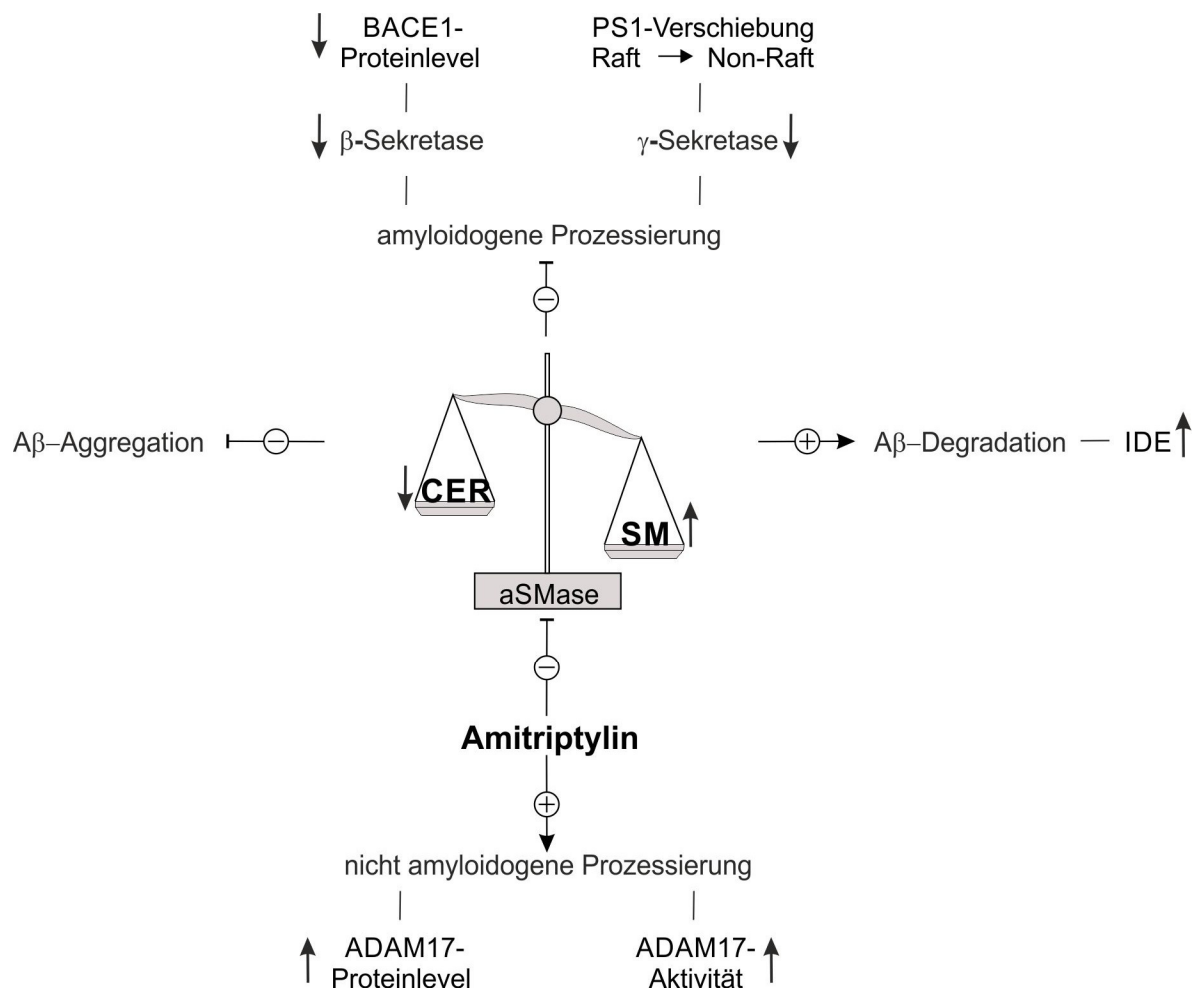 BACE1-
Proteinlevel
PS1-Verschiebung
Raft → Non-Raft
β-Sekretase
γ-Sekretase
amyloidogene Prozessierung
−
Aβ–Aggregation
−
+
Aβ–Degradation
IDE
CER
SM
aSMase
−
Amitriptylin
+
nicht amyloidogene Prozessierung
ADAM17-
Proteinlevel
ADAM17-
Aktivität